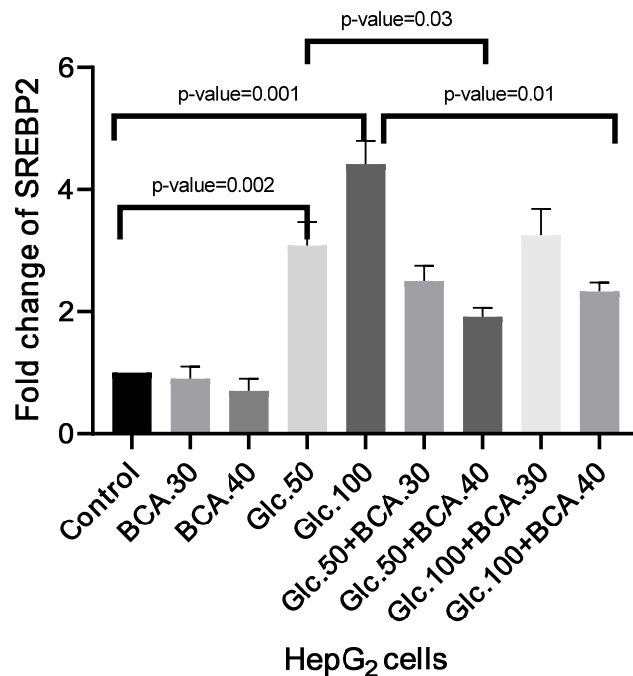 p-value=0.03
p-value=0.001
p-value=0.01
p-value=0.002
Fold change of SREBP2
6
4
2
0
Control
BCA.30
BCA.40
Glc.50
Glc.100
Glc.50+BCA.30
Glc.50+BCA.40
Glc.100+BCA.30
Glc.100+BCA.40
HepG₂ cells